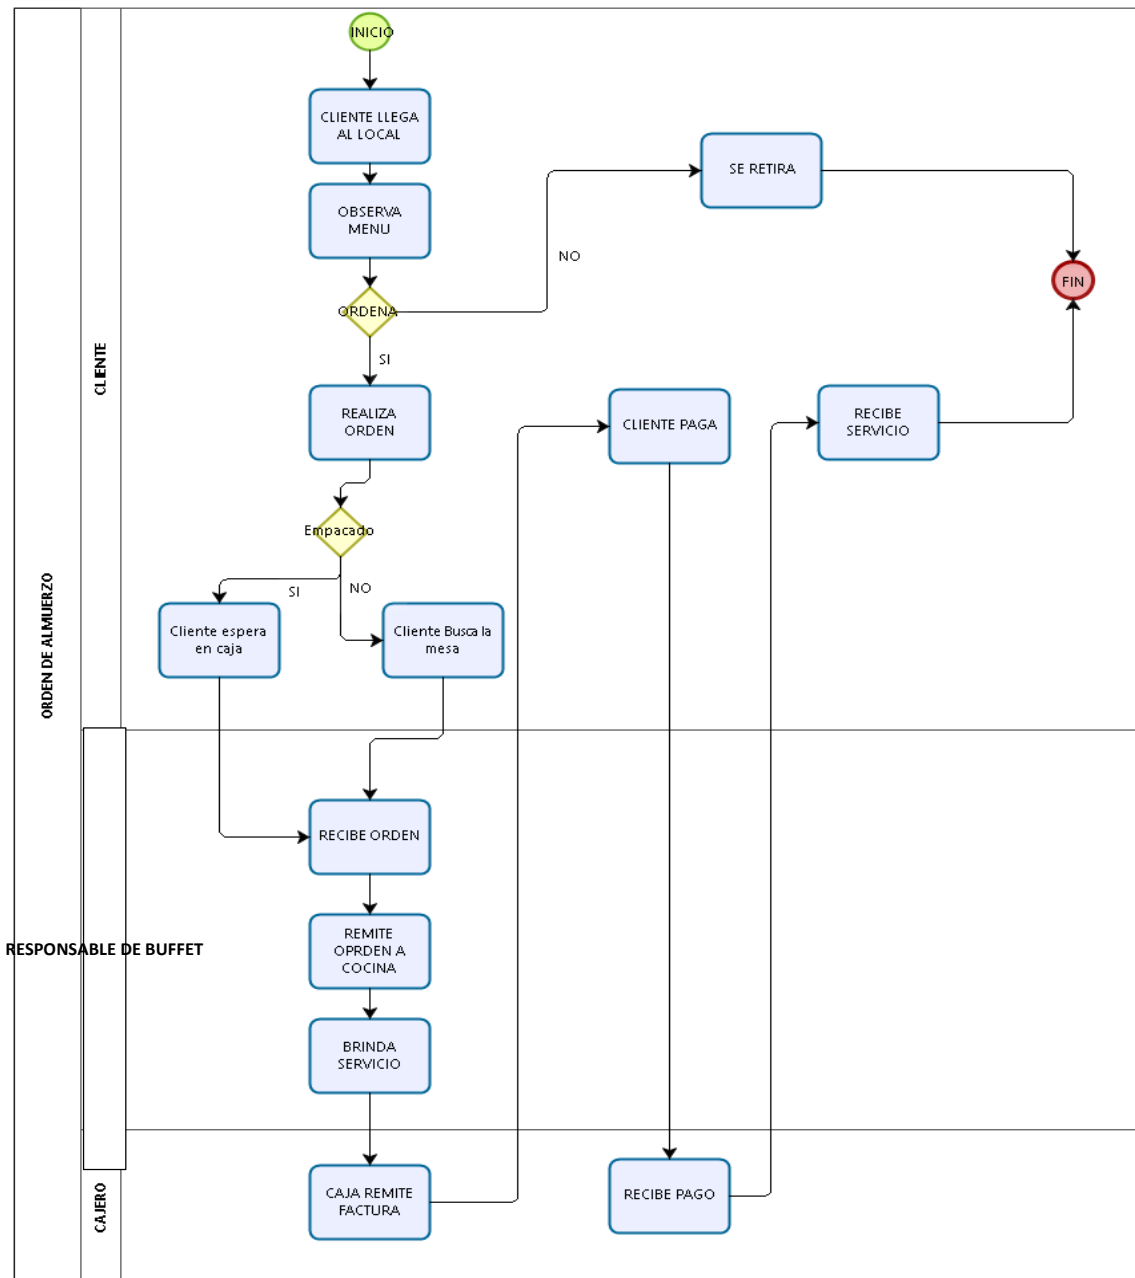 INICIO
CLIENTE LLEGA
AL LOCAL
SE RETIRA
OBSERVA
MENU
NO
FIN
ORDENA
SI
CLIENTE
REALIZA
ORDEN
CLIENTE PAGA
RECIBE
SERVICIO
Empacado
SI
NO
Cliente espera
en caja
Cliente Busca la
mesa
ORDEN DE ALMUERZO
RECIBE ORDEN
REMITE
OPRDEN A
COCINA
RESPONSABLE DE BUFFET
BRINDA
SERVICIO
CAJERO
CAJA REMITE
FACTURA
RECIBE PAGO